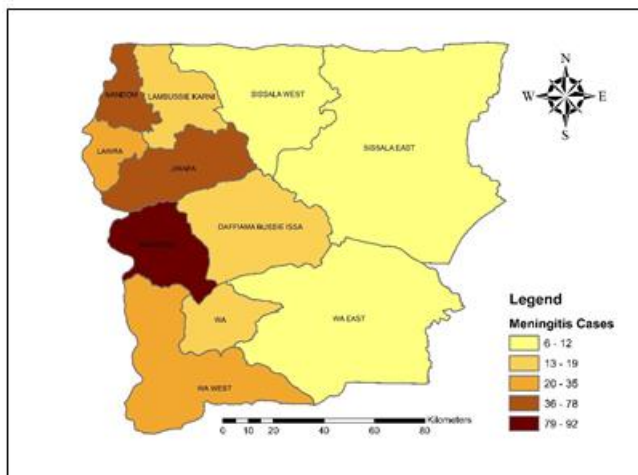 N
W E
S
NANDOM
LAMBUSSIE KARNI
SISSALA WEST
SISSALA EAST
LAWRA
JIRAPA
DAFFIAMA BUSSIE ISSA
WA
WA EAST
WA WEST
Legend
Meningitis Cases
6 - 12
13 - 19
20 - 35
36 - 78
79 - 92
Kilometers
0 20 40 60 80